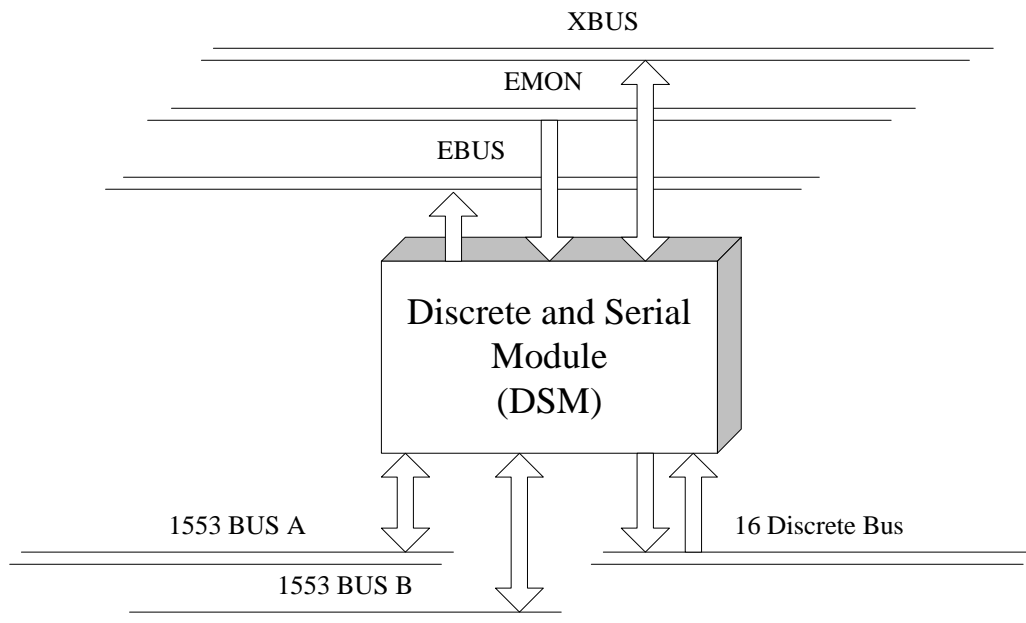 XBUS
EMON
EBUS
Discrete and Serial
Module
(DSM)
1553 BUS A
16 Discrete Bus
1553 BUS B